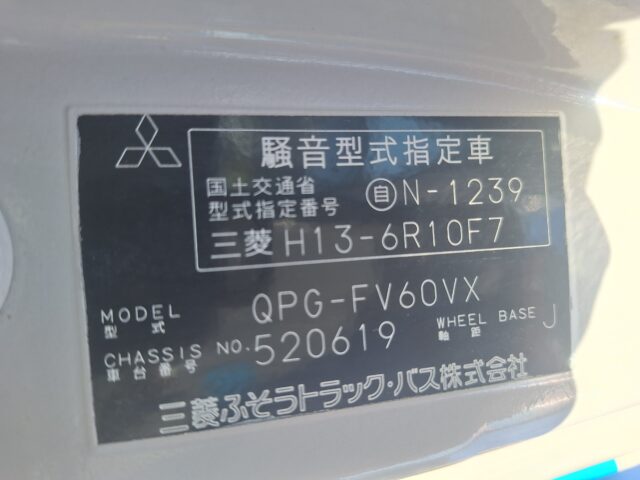 騒音型式指定車
国土交通省
型式指定番号
自N-1239
三菱 H13-6R10F7
MODEL QPG-FV60VX
型式
CHASSIS NO. 520619 WHEEL BASE J
車台番号 軸距
三菱ふそうトラック・バス株式会社